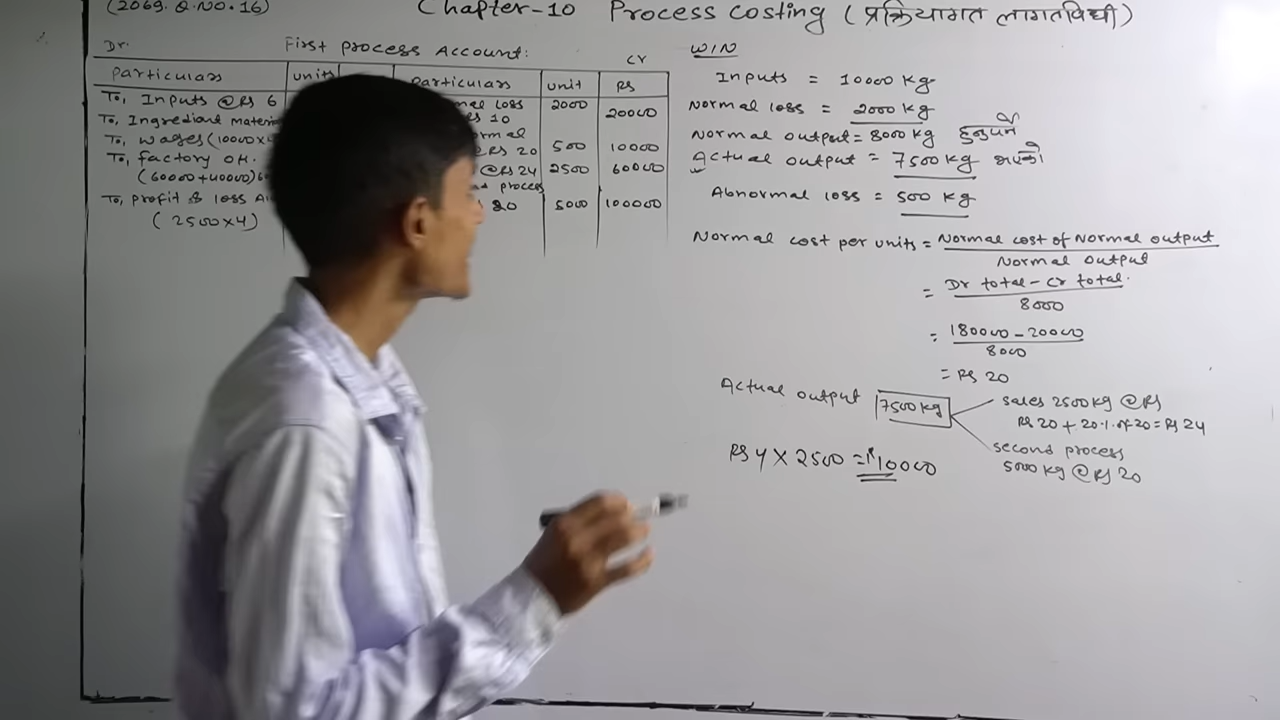 (2069. Q.NO.16)
Chapter-10 Process Costing (प्रक्रियागत लागतविधी)
Dr. First process Account: Cr
particulars units particulars unit Rs
To, Inputs @Rs 6 Loss 2000 20000
To, Ingrediant 10
To, wages (10000×
@Rs 20 500 10000
To, factory OH. @Rs24 2500 60000
(60000+40000) process
To, profit & loss 20 5000 100000
(2500×4)
W/N
Inputs = 10000 Kg
Normal loss = 2000 Kg
Normal output = 8000 Kg हुनुपर्ने
Actual output = 7500 Kg भएको
Abnormal loss = 500 Kg
Normal cost per units = Normal cost of Normal output
Normal output
= Dr total - Cr total.
8000
= 180000 - 20000
8000
= Rs 20
Actual output 7500 Kg
sales 2500 Kg @Rs
Rs 20 + 20% of 20 = Rs 24
second process
5000 Kg @Rs 20
Rs 4 × 2500 = 10000